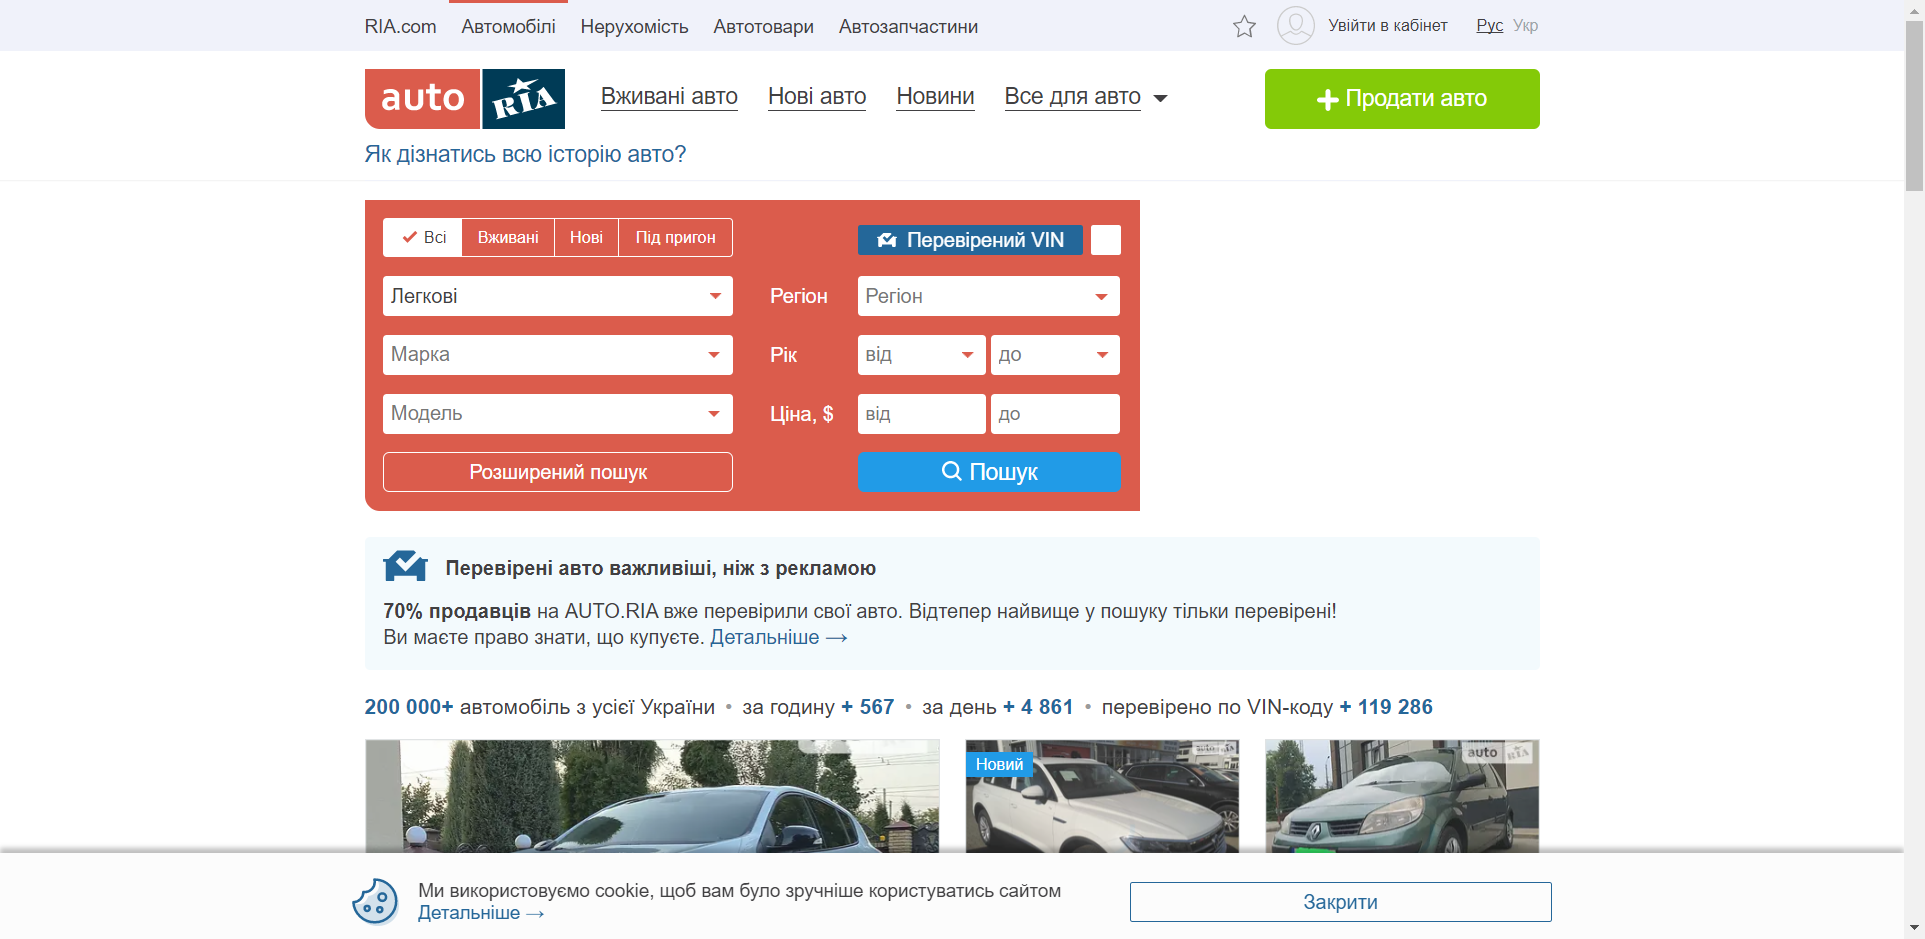 RIA.com Автомобілі Нерухомість Автотовари Автозапчастини Увійти в кабінет Рус Укр
auto RIA Вживані авто Нові авто Новини Все для авто Продати авто
Як дізнатись всю історію авто?
Всі Вживані Нові Під пригон Перевірений VIN
Легкові Регіон Регіон
Марка Рік від до
Модель Ціна, $ від до
Розширений пошук Пошук
Перевірені авто важливіші, ніж з рекламою
70% продавців на AUTO.RIA вже перевірили свої авто. Відтепер найвище у пошуку тільки перевірені!
Ви маєте право знати, що купуєте. Детальніше →
200 000+ автомобіль з усієї України • за годину + 567 • за день + 4 861 • перевірено по VIN-коду + 119 286
Новий auto RIA auto RIA
Ми використовуємо cookie, щоб вам було зручніше користуватись сайтом
Детальніше →
Закрити